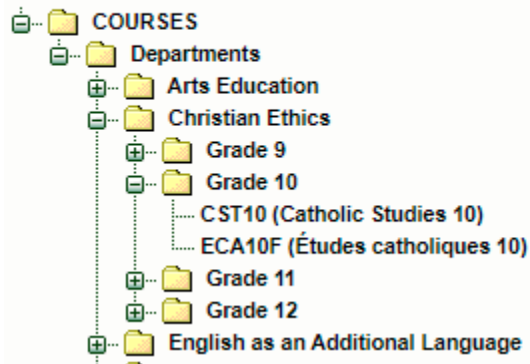 COURSES
Departments
Arts Education
Christian Ethics
Grade 9
Grade 10
CST10 (Catholic Studies 10)
ECA10F (Études catholiques 10)
Grade 11
Grade 12
English as an Additional Language